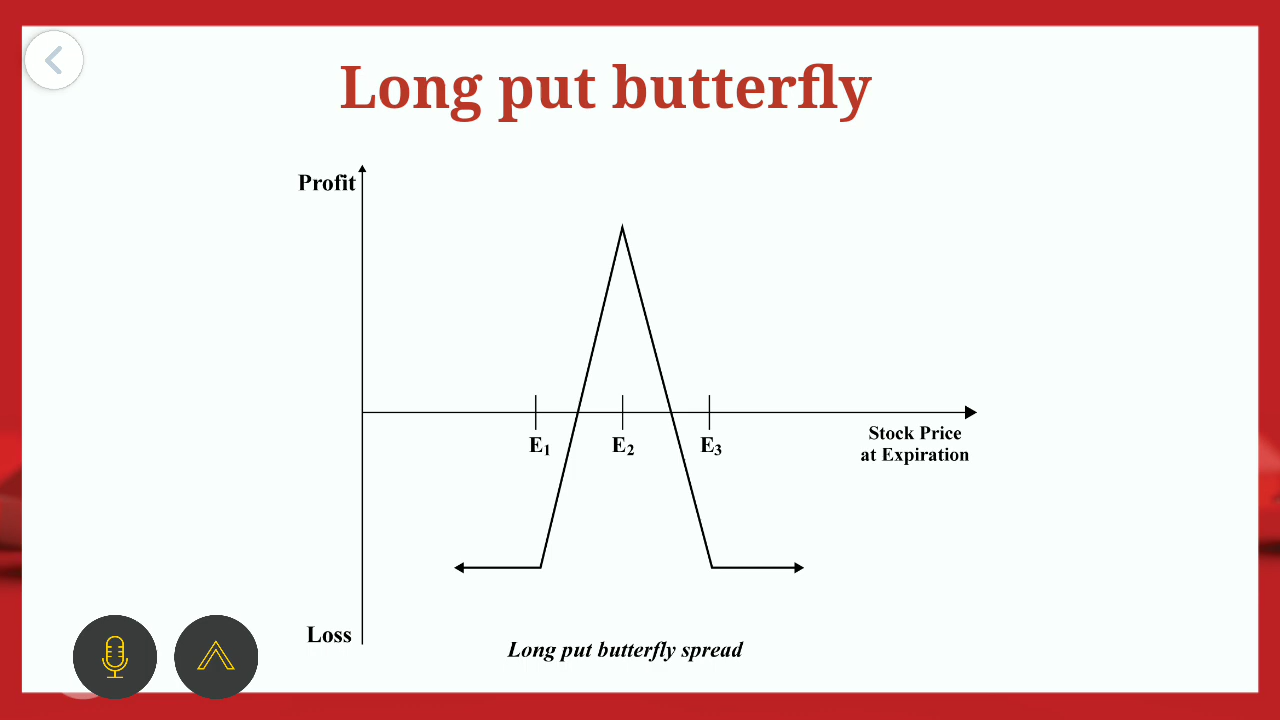 Long put butterfly
Profit
E₁ E₂ E₃
Stock Price
at Expiration
Loss
Long put butterfly spread